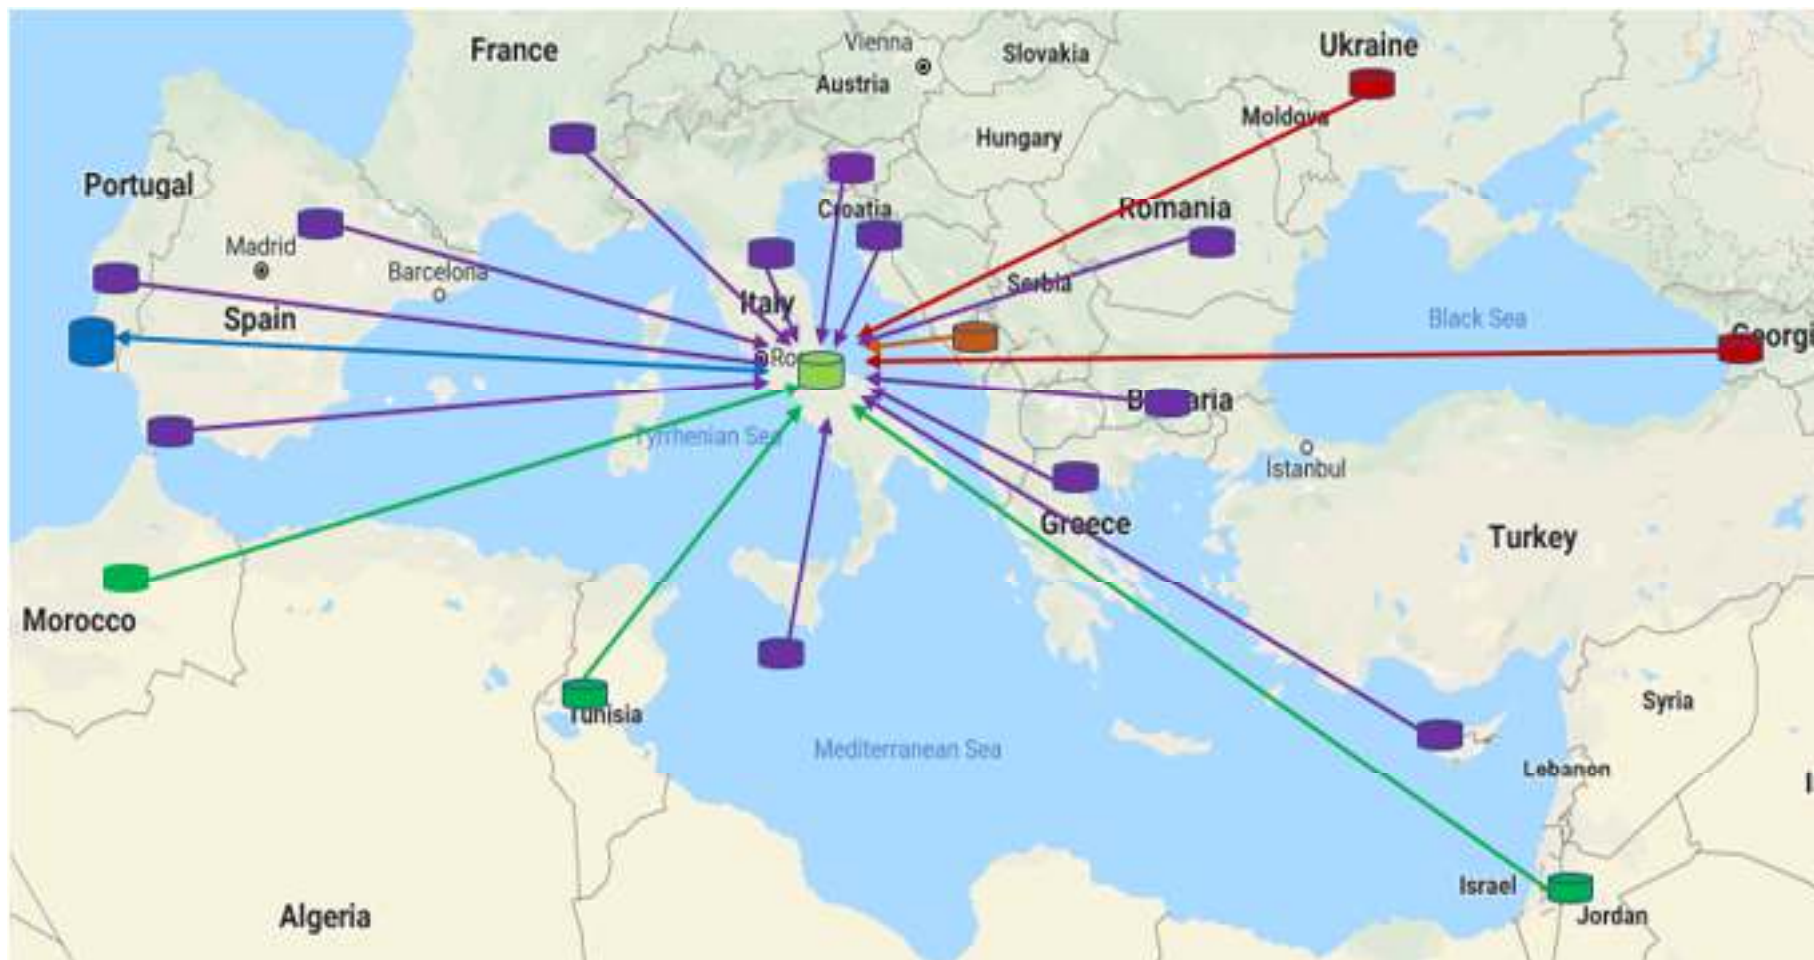 Vienna
Slovakia
Ukraine
France
Austria
Moldova
Hungary
Portugal
Croatia
Romania
Madrid
Barcelona
Serbia
Italy
Spain
Black Sea
Tyrrhenian Sea
İstanbul
Greece
Turkey
Morocco
Syria
Tunisia
Mediterranean Sea
Lebanon
Israel
Algeria
Jordan